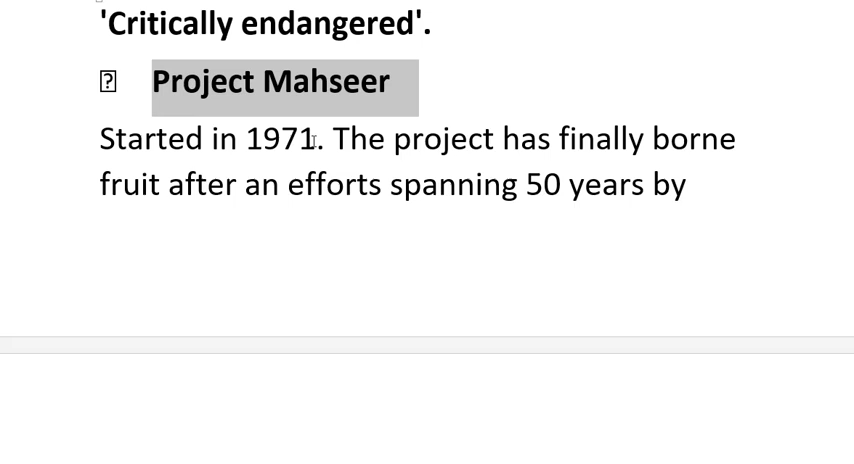 'Critically endangered'.
Project Mahseer
Started in 1971. The project has finally borne
fruit after an efforts spanning 50 years by